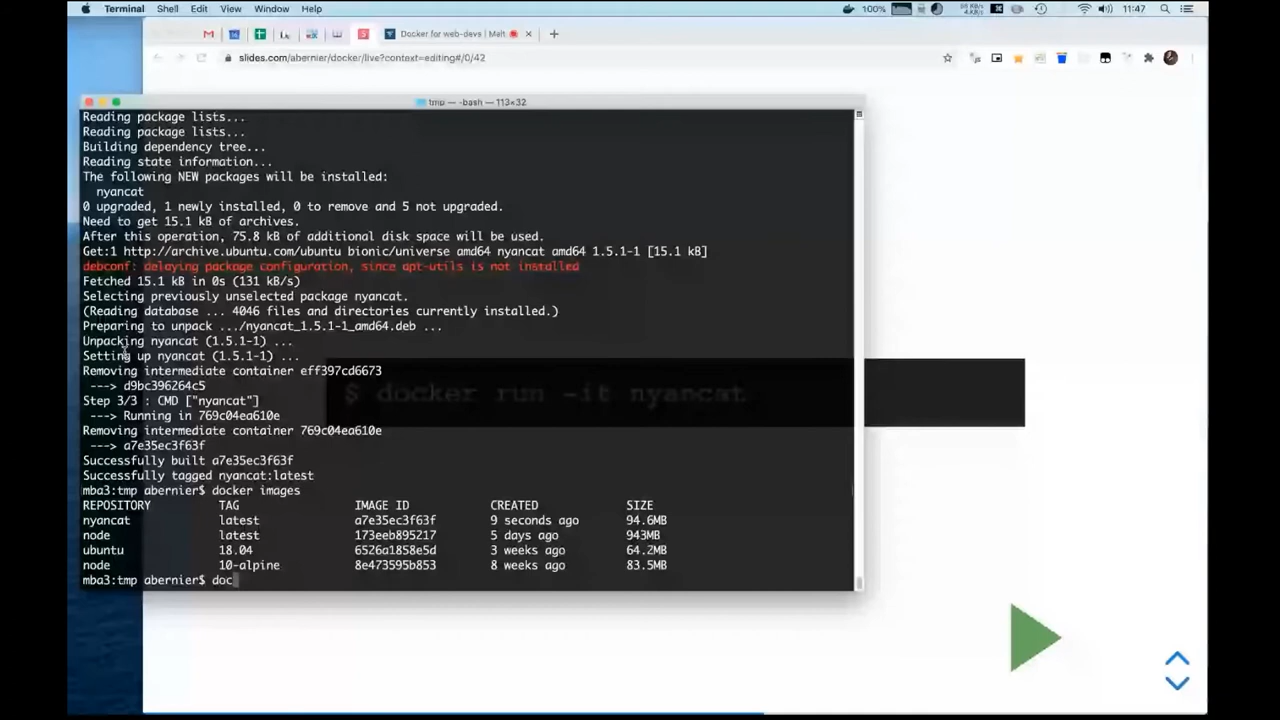 Terminal Shell Edit View Window Help 100% 11:47
Docker for web-devs | Malt
slides.com/abernier/docker/live?context=editing#/0/42
tmp — -bash — 113×32
Reading package lists...
Reading package lists...
Building dependency tree...
Reading state information...
The following NEW packages will be installed:
nyancat
0 upgraded, 1 newly installed, 0 to remove and 5 not upgraded.
Need to get 15.1 kB of archives.
After this operation, 75.8 kB of additional disk space will be used.
Get:1 http://archive.ubuntu.com/ubuntu bionic/universe amd64 nyancat amd64 1.5.1-1 [15.1 kB]
debconf: delaying package configuration, since apt-utils is not installed
Fetched 15.1 kB in 0s (131 kB/s)
Selecting previously unselected package nyancat.
(Reading database ... 4046 files and directories currently installed.)
Preparing to unpack .../nyancat_1.5.1-1_amd64.deb ...
Unpacking nyancat (1.5.1-1) ...
Setting up nyancat (1.5.1-1) ...
Removing intermediate container eff397cd6673
---> d9bc396264c5
Step 3/3 : CMD ["nyancat"]
---> Running in 769c04ea610e
Removing intermediate container 769c04ea610e
---> a7e35ec3f63f
Successfully built a7e35ec3f63f
Successfully tagged nyancat:latest
mba3:tmp abernier$ docker images
REPOSITORY TAG IMAGE ID CREATED SIZE
nyancat latest a7e35ec3f63f 9 seconds ago 94.6MB
node latest 173eeb895217 5 days ago 943MB
ubuntu 18.04 6526a1858e5d 3 weeks ago 64.2MB
node 10-alpine 8e473595b853 8 weeks ago 83.5MB
mba3:tmp abernier$ doc
$ docker run -it nyancat